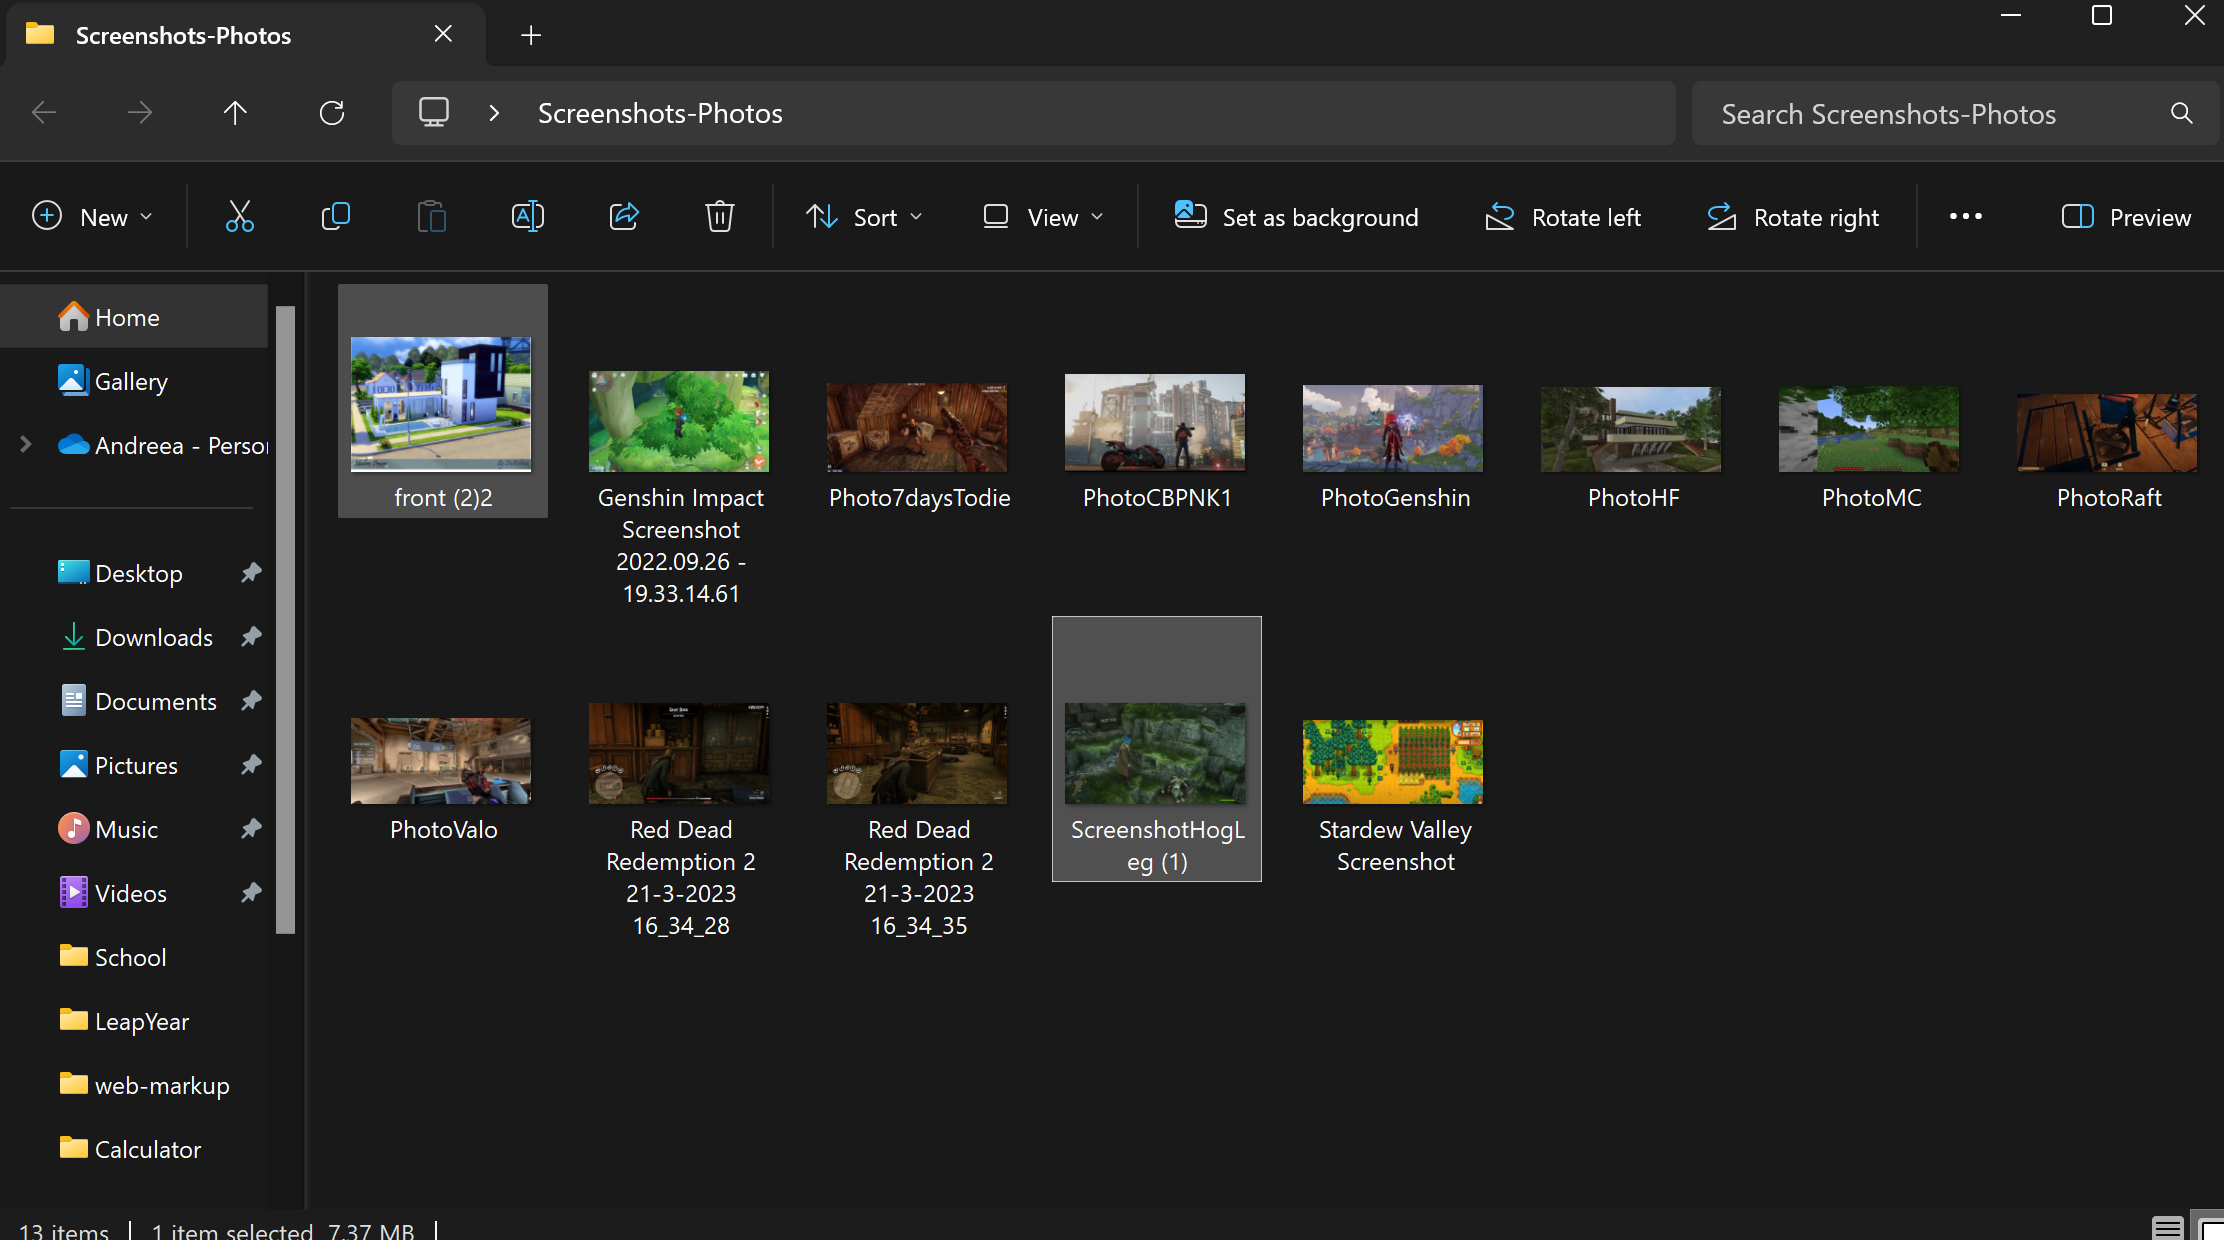 Screenshots-Photos
Screenshots-Photos
Search Screenshots-Photos
New
Sort
View
Set as background
Rotate left
Rotate right
Preview
Home
Gallery
Andreea - Person
Desktop
Downloads
Documents
Pictures
Music
Videos
School
LeapYear
web-markup
Calculator
front (2)2
Genshin Impact
Screenshot
2022.09.26 -
19.33.14.61
Photo7daysTodie
PhotoCBPNK1
PhotoGenshin
PhotoHF
PhotoMC
PhotoRaft
PhotoValo
Red Dead
Redemption 2
21-3-2023
16_34_28
Red Dead
Redemption 2
21-3-2023
16_34_35
ScreenshotHogL
eg (1)
Stardew Valley
Screenshot
13 items
1 item selected 7.37 MB